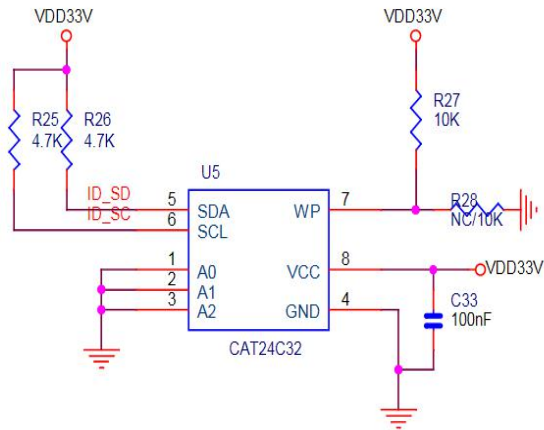 VDD33V
VDD33V
R25
4.7K
R26
4.7K
R27
10K
U5
ID_SD
ID_SC
5
6
SDA
SCL
WP
7
R28
NC/10K
1
2
3
A0
A1
A2
VCC
GND
8
4
VDD33V
C33
100nF
CAT24C32